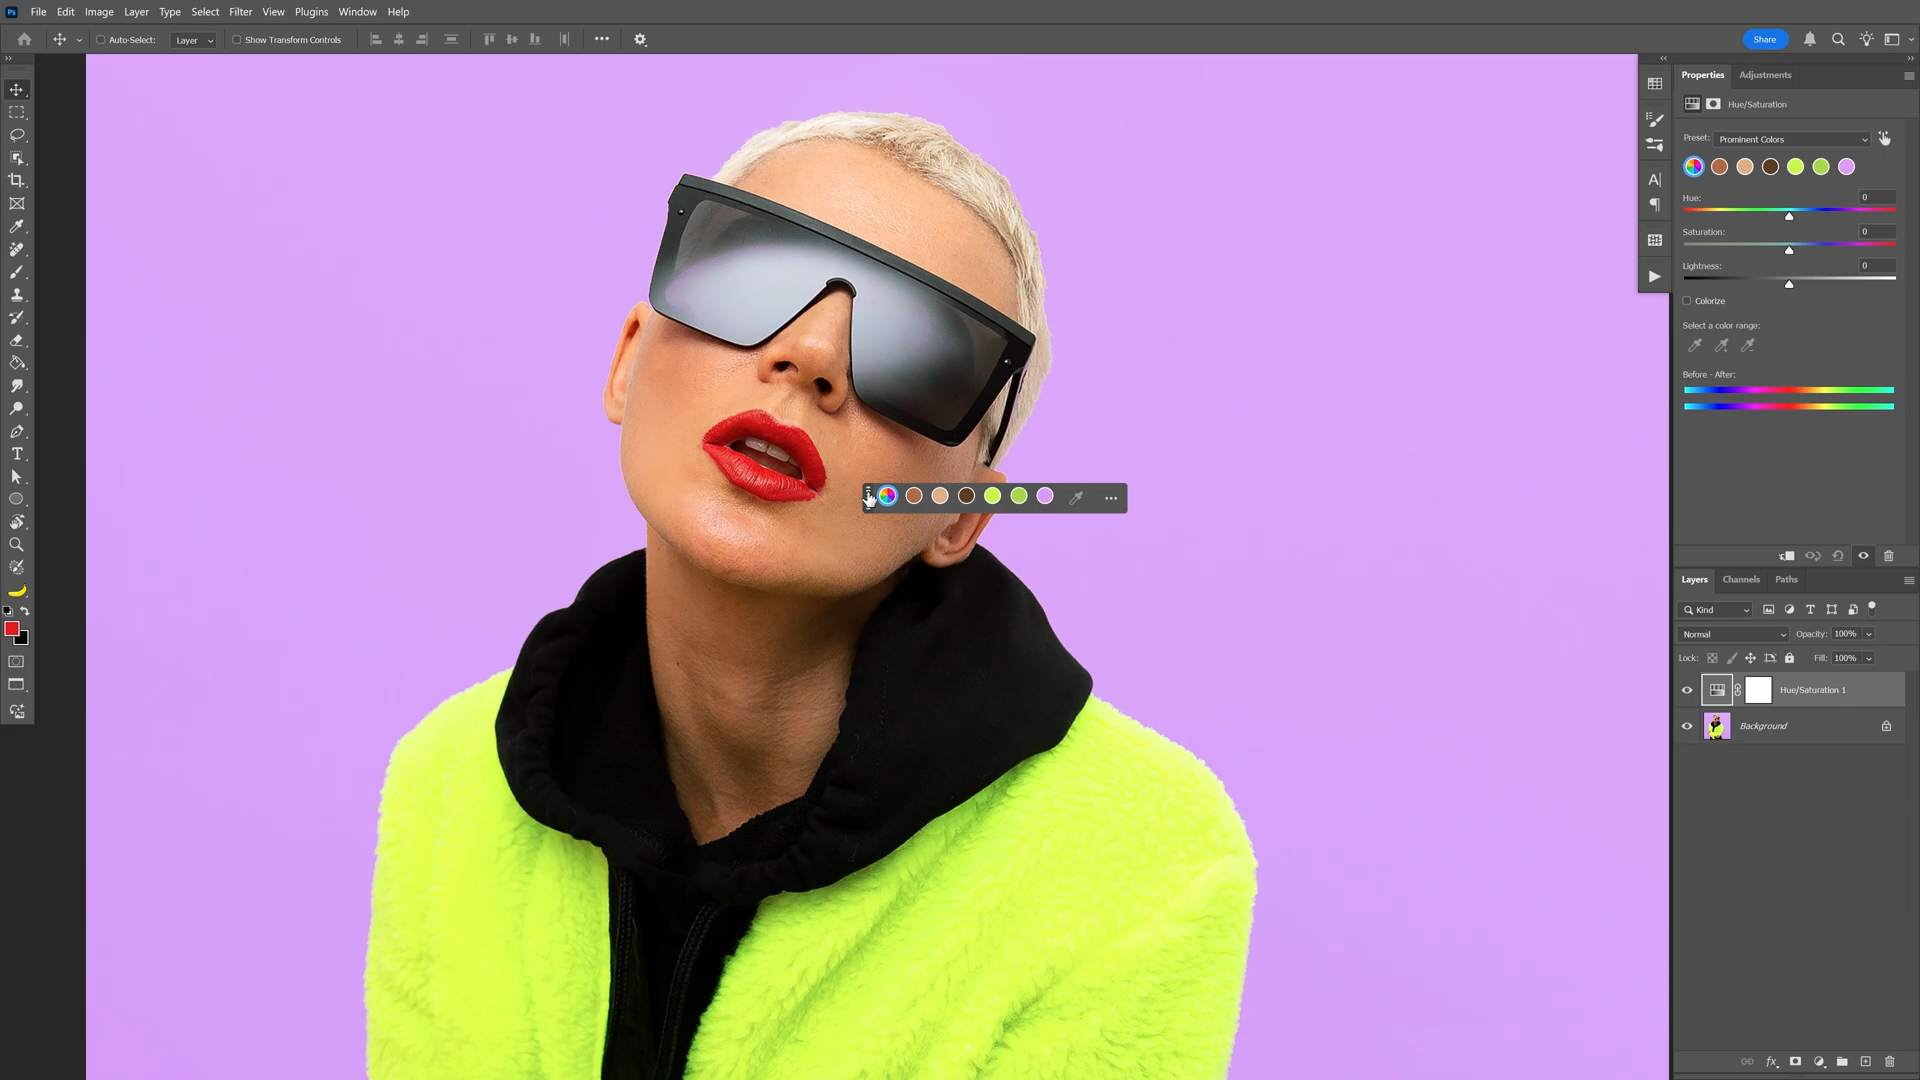 Ps File Edit Image Layer Type Select Filter View Plugins Window Help
Auto-Select: Layer Show Transform Controls Share
Properties Adjustments
Hue/Saturation
Preset: Prominent Colors
Hue: 0
Saturation: 0
Lightness: 0
Colorize
Select a color range:
Before - After:
Layers Channels Paths
Kind
Normal Opacity: 100%
Lock: Fill: 100%
Hue/Saturation 1
Background